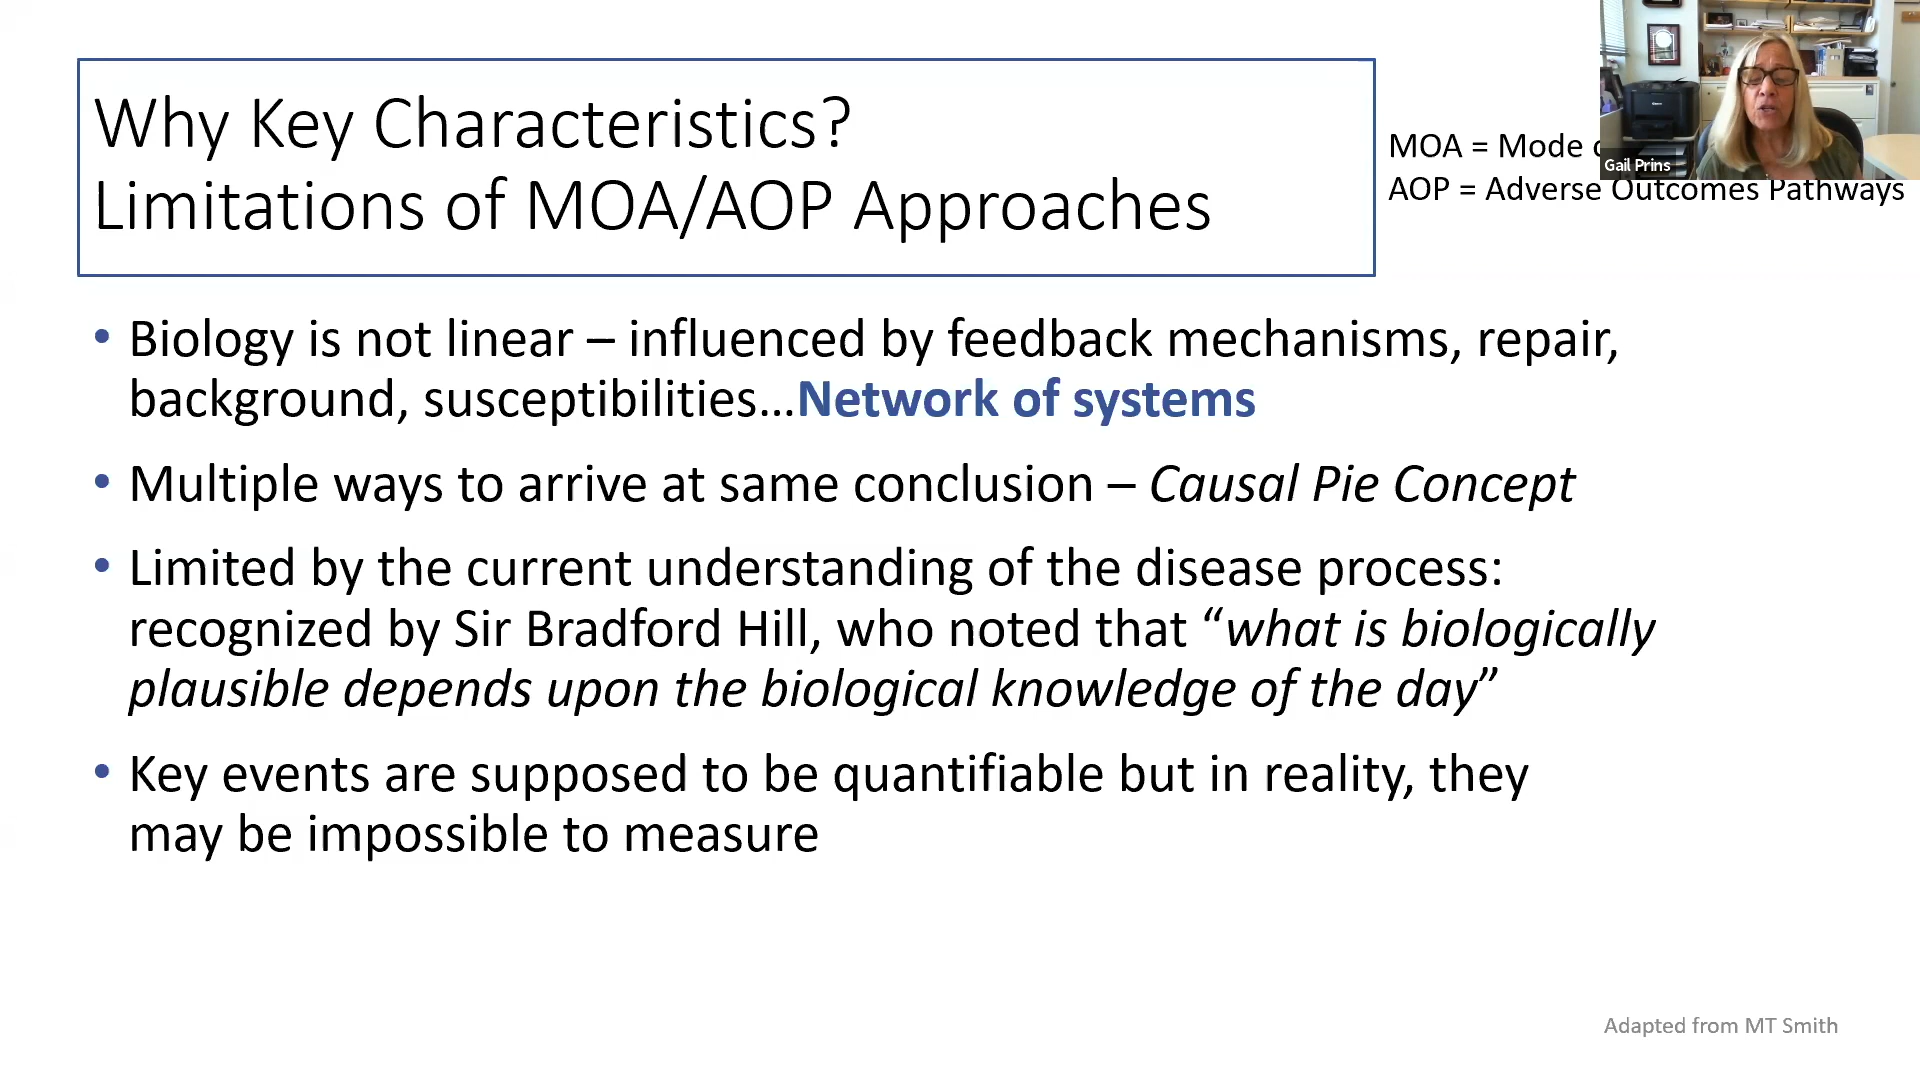 Why Key Characteristics?
Limitations of MOA/AOP Approaches
MOA = Mode
AOP = Adverse Outcomes Pathways
Gail Prins
• Biology is not linear – influenced by feedback mechanisms, repair,
background, susceptibilities…Network of systems
• Multiple ways to arrive at same conclusion – Causal Pie Concept
• Limited by the current understanding of the disease process:
recognized by Sir Bradford Hill, who noted that “what is biologically
plausible depends upon the biological knowledge of the day”
• Key events are supposed to be quantifiable but in reality, they
may be impossible to measure
Adapted from MT Smith